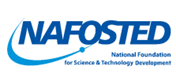 NAFOSTED
National Foundation
for Science & Technology Development